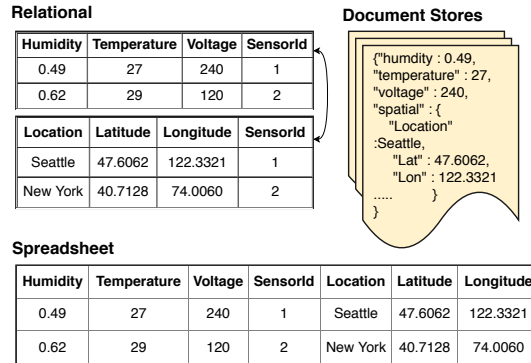 Relational
Humidity Temperature Voltage SensorId
0.49 27 240 1
0.62 29 120 2
Location Latitude Longitude SensorId
Seattle 47.6062 122.3321 1
New York 40.7128 74.0060 2
Document Stores
{"humdity : 0.49,
"temperature" : 27,
"voltage" : 240,
"spatial" : {
"Location"
:Seattle,
"Lat" : 47.6062,
"Lon" : 122.3321
..... }
}
Spreadsheet
Humidity Temperature Voltage SensorId Location Latitude Longitude
0.49 27 240 1 Seattle 47.6062 122.3321
0.62 29 120 2 New York 40.7128 74.0060